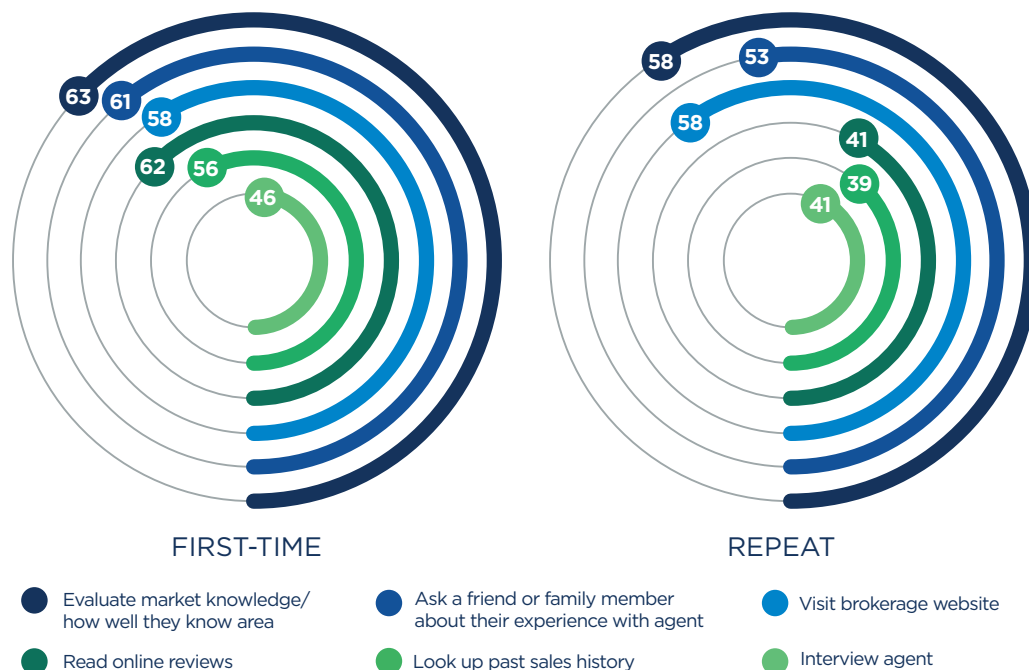 58
53
63
61
58
58
62
56
41
39
46
41
FIRST-TIME
REPEAT
Evaluate market knowledge/
how well they know area
Ask a friend or family member
about their experience with agent
Visit brokerage website
Read online reviews
Look up past sales history
Interview agent